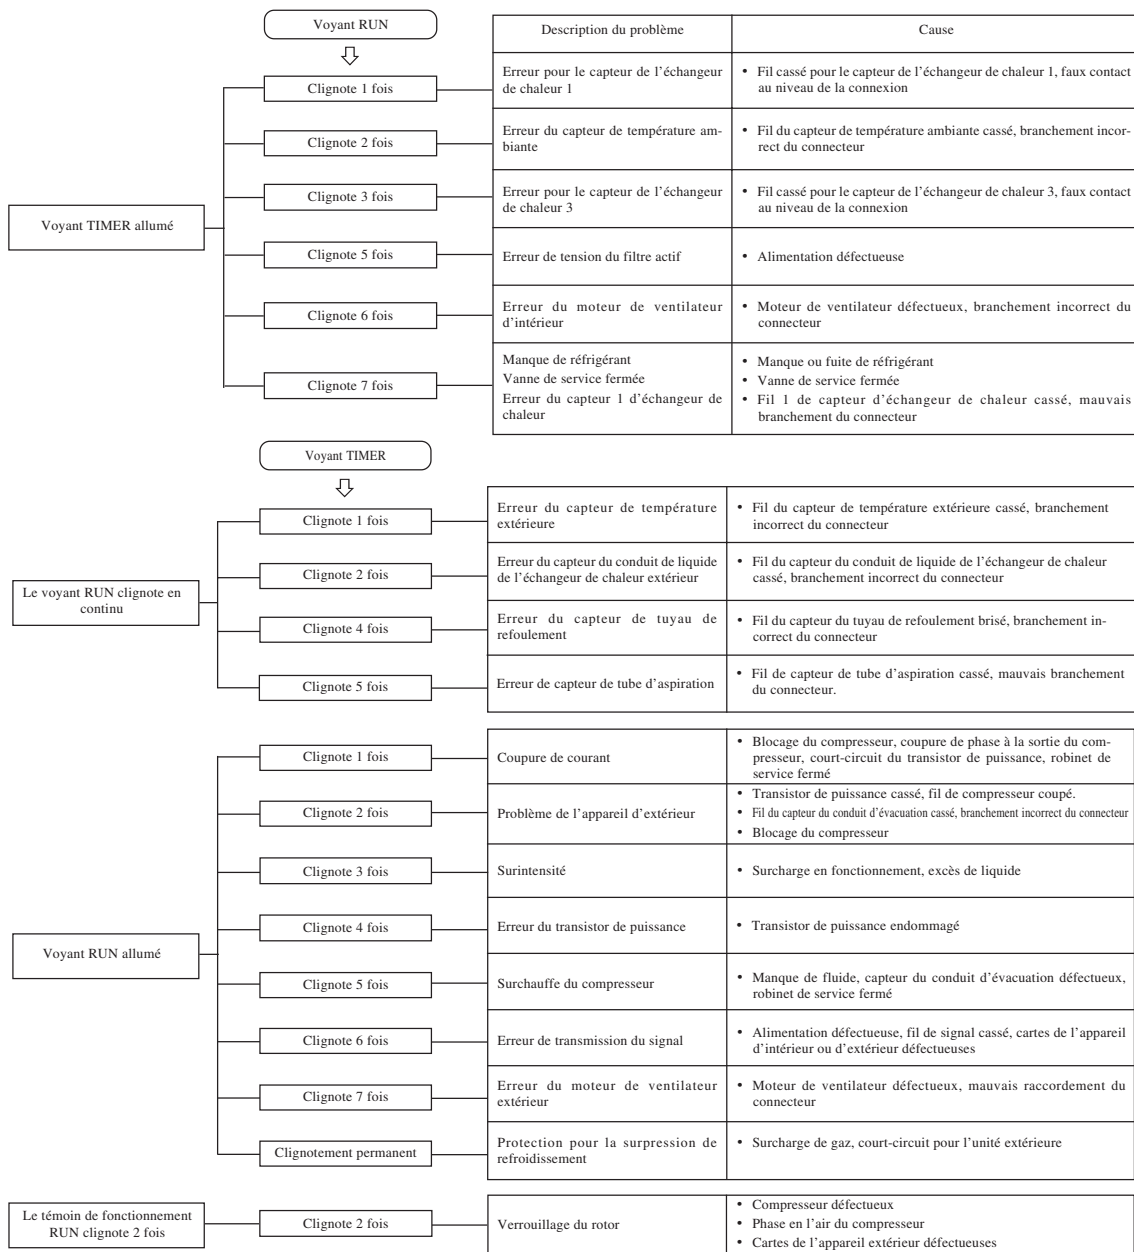 Voyant RUN
Description du problème
Cause
Voyant TIMER allumé
Clignote 1 fois
Erreur pour le capteur de l'échangeur
de chaleur 1
• Fil cassé pour le capteur de l'échangeur de chaleur 1, faux contact
au niveau de la connexion
Clignote 2 fois
Erreur du capteur de température am-
biante
• Fil du capteur de température ambiante cassé, branchement incor-
rect du connecteur
Clignote 3 fois
Erreur pour le capteur de l'échangeur
de chaleur 3
• Fil cassé pour le capteur de l'échangeur de chaleur 3, faux contact
au niveau de la connexion
Clignote 5 fois
Erreur de tension du filtre actif
• Alimentation défectueuse
Clignote 6 fois
Erreur du moteur de ventilateur
d'intérieur
• Moteur de ventilateur défectueux, branchement incorrect du
connecteur
Clignote 7 fois
Manque de réfrigérant
Vanne de service fermée
Erreur du capteur 1 d'échangeur de
chaleur
• Manque ou fuite de réfrigérant
• Vanne de service fermée
• Fil 1 de capteur d'échangeur de chaleur cassé, mauvais
branchement du connecteur
Voyant TIMER
Le voyant RUN clignote en
continu
Clignote 1 fois
Erreur du capteur de température
extérieure
• Fil du capteur de température extérieure cassé, branchement
incorrect du connecteur
Clignote 2 fois
Erreur du capteur du conduit de liquide
de l'échangeur de chaleur extérieur
• Fil du capteur du conduit de liquide de l'échangeur de chaleur
cassé, branchement incorrect du connecteur
Clignote 4 fois
Erreur du capteur de tuyau de
refoulement
• Fil du capteur du tuyau de refoulement brisé, branchement in-
correct du connecteur
Clignote 5 fois
Erreur de capteur de tube d'aspiration
• Fil de capteur de tube d'aspiration cassé, mauvais branchement
du connecteur.
Voyant RUN allumé
Clignote 1 fois
Coupure de courant
• Blocage du compresseur, coupure de phase à la sortie du com-
presseur, court-circuit du transistor de puissance, robinet de
service fermé
Clignote 2 fois
Problème de l'appareil d'extérieur
• Transistor de puissance cassé, fil de compresseur coupé.
• Fil du capteur du conduit d'évacuation cassé, branchement incorrect du connecteur
• Blocage du compresseur
Clignote 3 fois
Surintensité
• Surcharge en fonctionnement, excès de liquide
Clignote 4 fois
Erreur du transistor de puissance
• Transistor de puissance endommagé
Clignote 5 fois
Surchauffe du compresseur
• Manque de fluide, capteur du conduit d'évacuation défectueux,
robinet de service fermé
Clignote 6 fois
Erreur de transmission du signal
• Alimentation défectueuse, fil de signal cassé, cartes de l'appareil
d'intérieur ou d'extérieur défectueuses
Clignote 7 fois
Erreur du moteur de ventilateur
extérieur
• Moteur de ventilateur défectueux, mauvais raccordement du
connecteur
Clignotement permanent
Protection pour la surpression de
refroidissement
• Surcharge de gaz, court-circuit pour l'unité extérieure
Le témoin de fonctionnement
RUN clignote 2 fois
Clignote 2 fois
Verrouillage du rotor
• Compresseur défectueux
• Phase en l'air du compresseur
• Cartes de l'appareil extérieur défectueuses